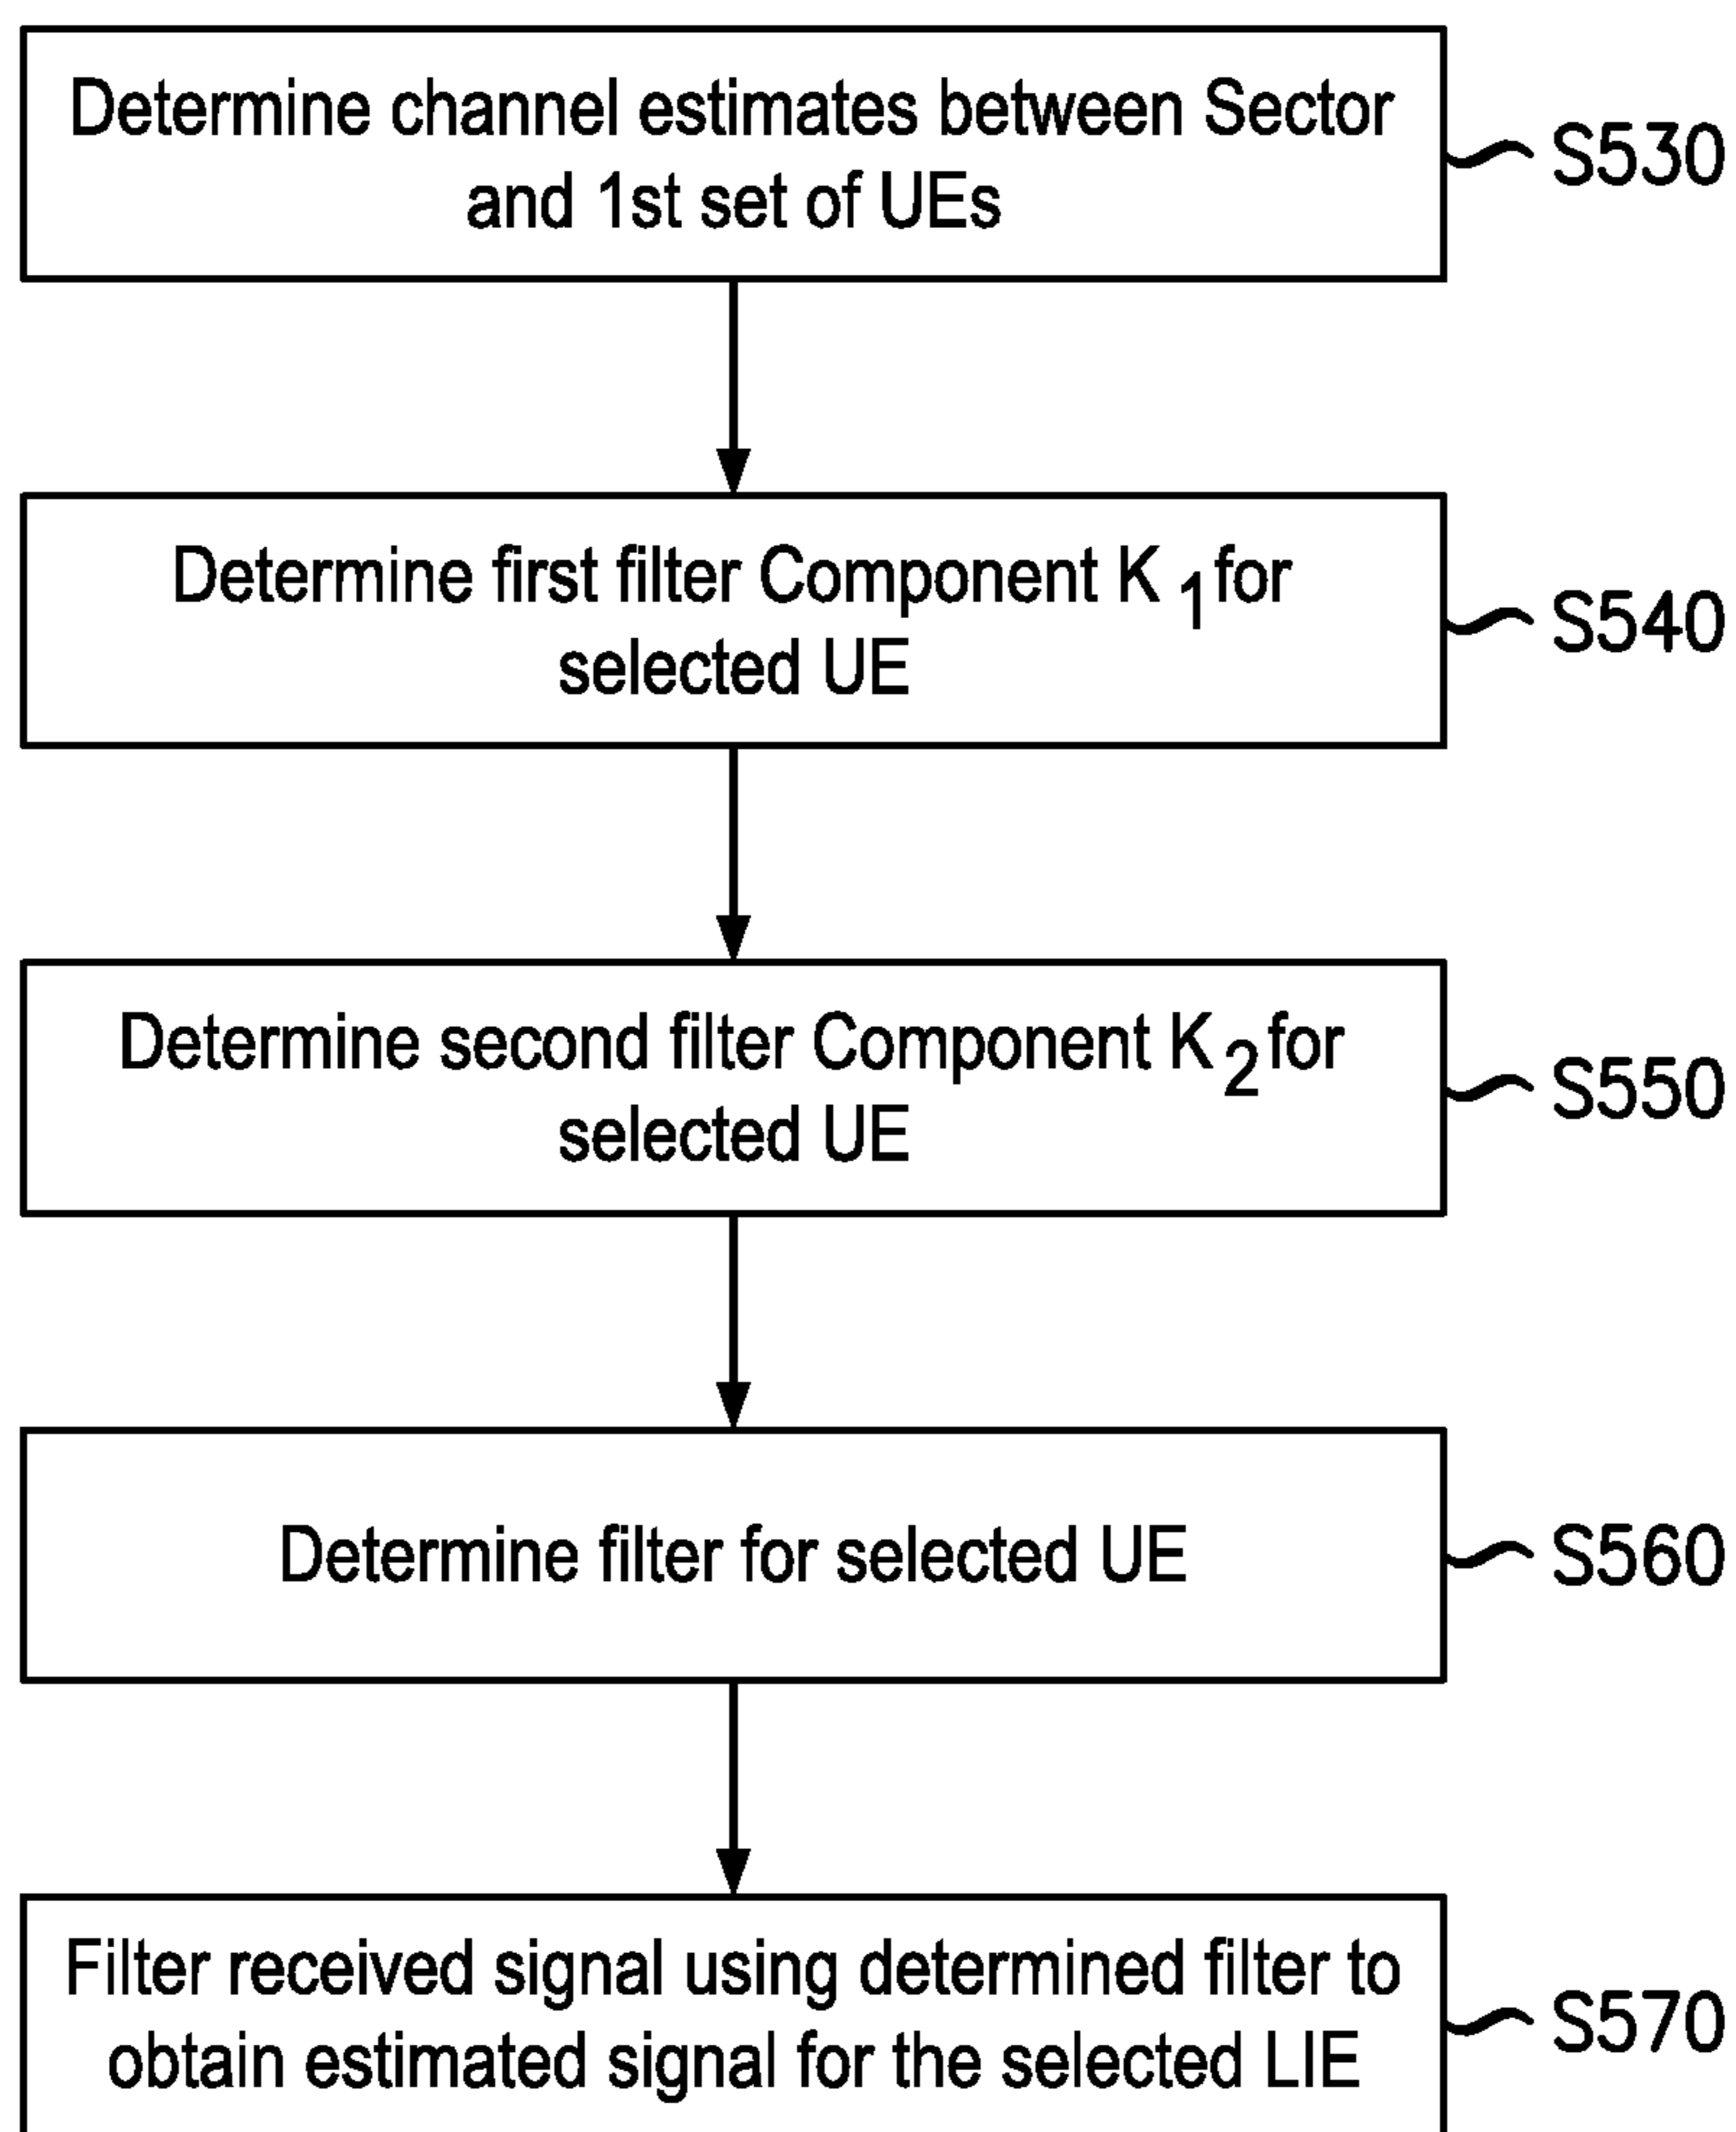 Determine channel estimates between Sector
and 1st set of UEs
S530
Determine first filter Component K 1 for
selected UE
S540
Determine second filter Component K 2 for
selected UE
S550
Determine filter for selected UE
S560
Filter received signal using determined filter to
obtain estimated signal for the selected LIE
S570